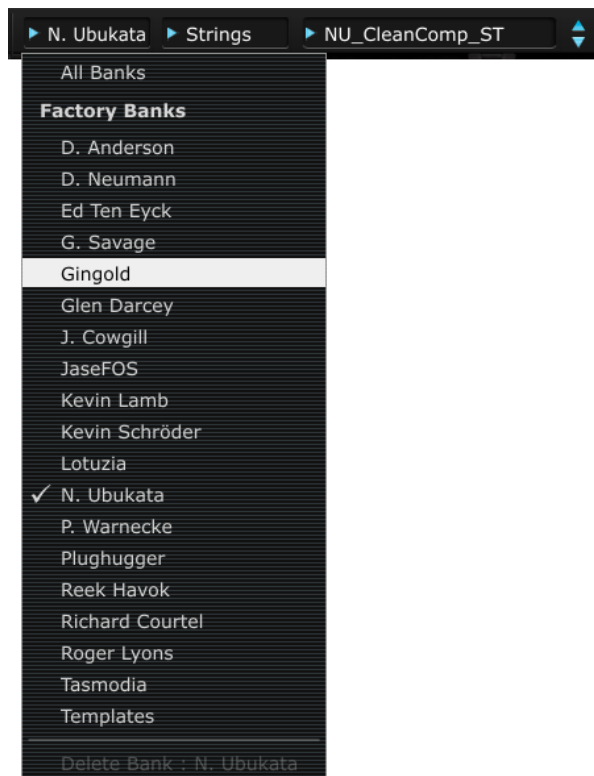 N. Ubukata Strings NU_CleanComp_ST
All Banks
Factory Banks
D. Anderson
D. Neumann
Ed Ten Eyck
G. Savage
Gingold
Glen Darcey
J. Cowgill
JaseFOS
Kevin Lamb
Kevin Schröder
Lotuzia
N. Ubukata
P. Warnecke
Plughugger
Reek Havok
Richard Courtel
Roger Lyons
Tasmodia
Templates
Delete Bank : N. Ubukata